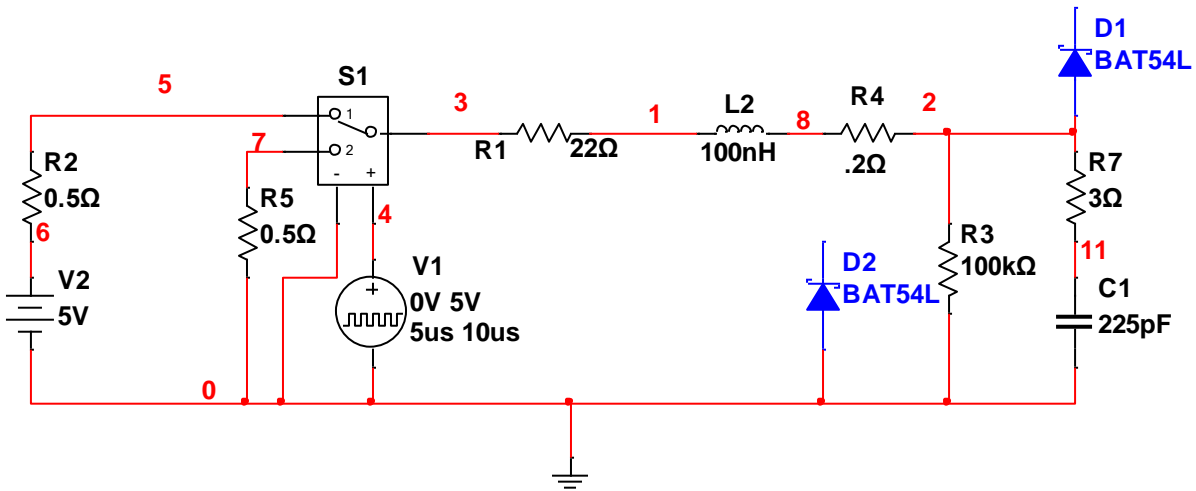 D1
BAT54L
5
S1
3
1
L2
100nH
8
R4
.2Ω
2
1
2
- +
7
R1
22Ω
R2
0.5Ω
R7
3Ω
R5
0.5Ω
4
6
R3
100kΩ
11
V2
5V
V1
0V 5V
5us 10us
D2
BAT54L
C1
225pF
0